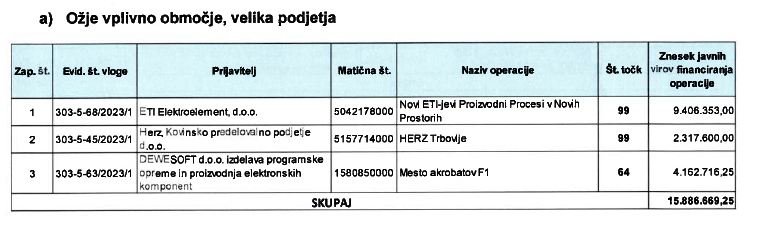 a) Ožje vplivno območje, velika podjetja
Zap. št. Evid. št. vloge Prijavitelj Matična št. Naziv operacije Št. točk Znesek javnih virov financiranja operacije
1 303-5-68/2023/1 ETI Elektroelement, d.o.o. 5042178000 Novi ETI-jevi Proizvodni Procesi v Novih Prostorih 99 9.406.353,00
2 303-5-45/2023/1 Herz, Kovinsko predelovalno podjetje d.o.o. 5157714000 HERZ Trbovlje 99 2.317.600,00
3 303-5-63/2023/1 DEWESOFT d.o.o. izdelava programske opreme in proizvodnja elektronskih komponent 1580850000 Mesto akrobatov F1 64 4.162.716,25
SKUPAJ 15.886.669,25